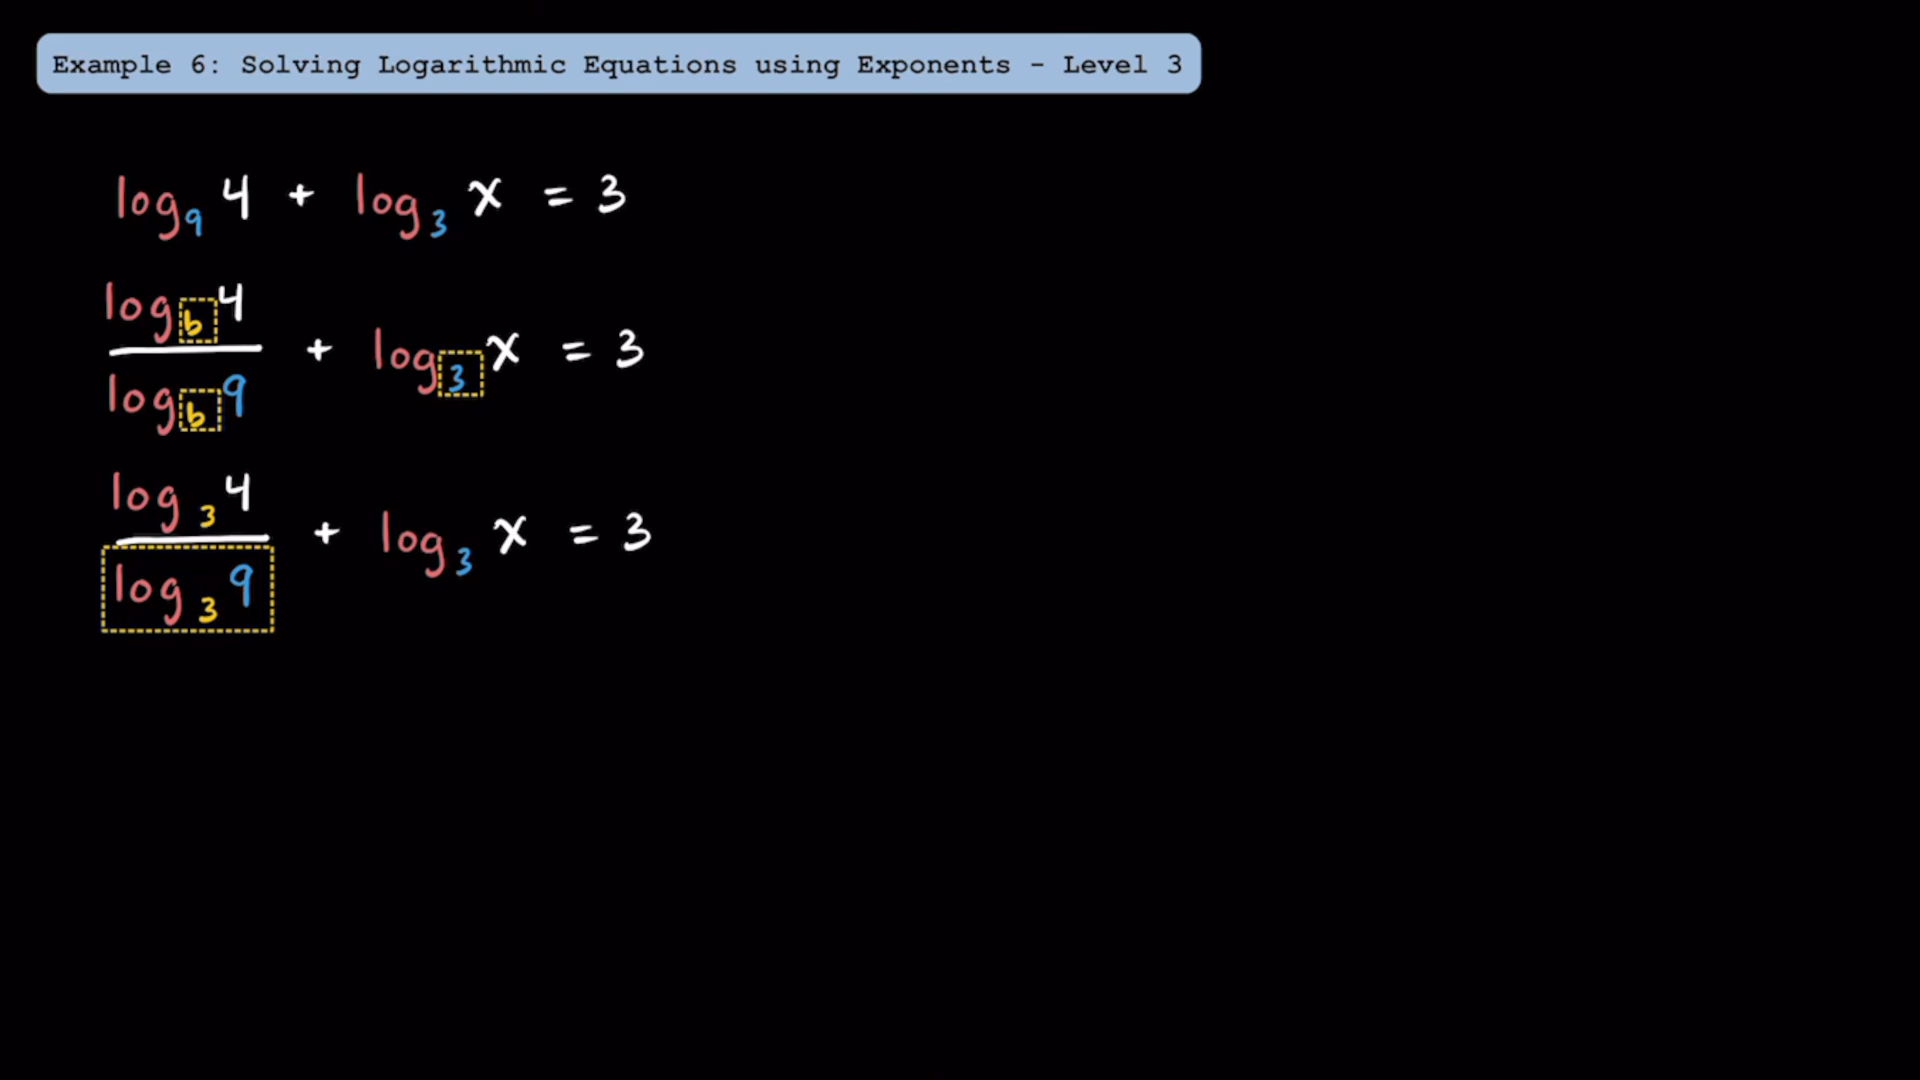 Example 6: Solving Logarithmic Equations using Exponents - Level 3
log₉ 4 + log₃ x = 3
log_b 4 / log_b 9 + log₃ x = 3
log₃ 4 / log₃ 9 + log₃ x = 3